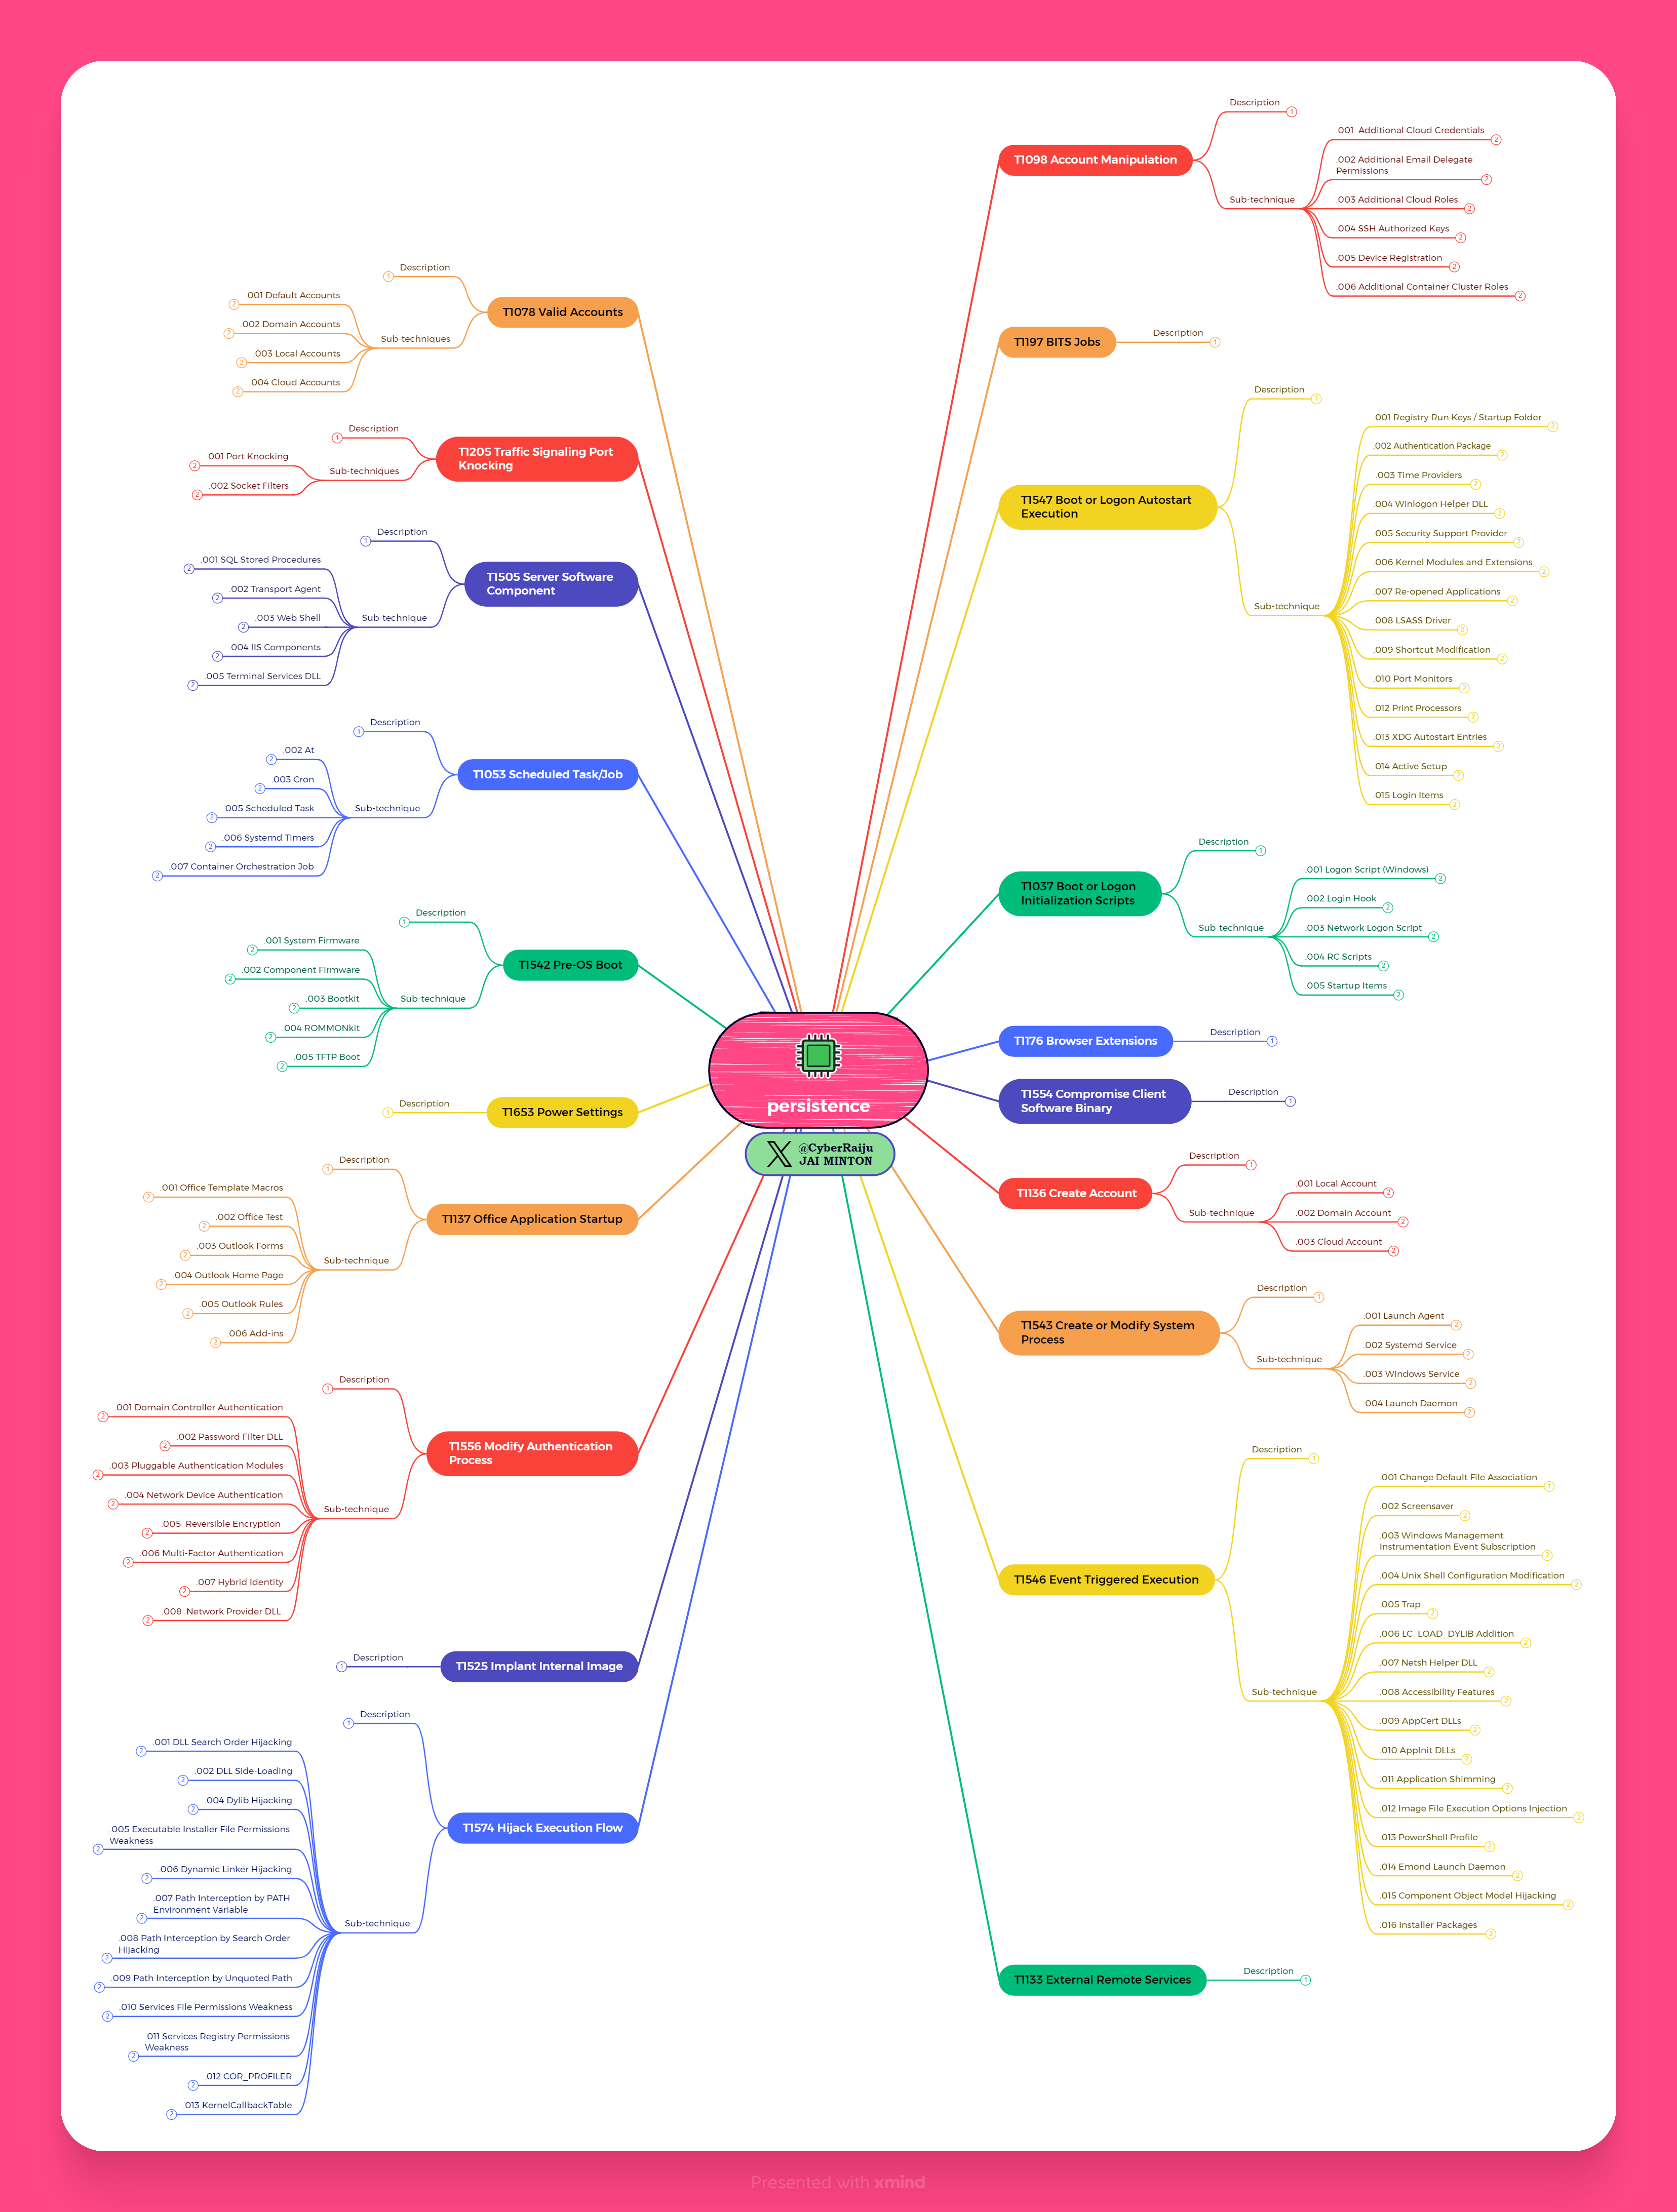 Description
1
T1098 Account Manipulation
Sub-technique
.001  Additional Cloud Credentials
2
.002 Additional Email Delegate
Permissions
2
.003 Additional Cloud Roles
2
.004 SSH Authorized Keys
2
.005 Device Registration
2
.006 Additional Container Cluster Roles
2
T1197 BITS Jobs
Description
1
T1547 Boot or Logon Autostart
Execution
Description
1
Sub-technique
.001 Registry Run Keys / Startup Folder
2
.002 Authentication Package
2
.003 Time Providers
2
.004 Winlogon Helper DLL
2
.005 Security Support Provider
2
.006 Kernel Modules and Extensions
2
.007 Re-opened Applications
2
.008 LSASS Driver
2
.009 Shortcut Modification
2
.010 Port Monitors
2
.012 Print Processors
2
.013 XDG Autostart Entries
2
.014 Active Setup
2
.015 Login Items
2
T1037 Boot or Logon
Initialization Scripts
Description
1
Sub-technique
.001 Logon Script (Windows)
2
.002 Login Hook
2
.003 Network Logon Script
2
.004 RC Scripts
2
.005 Startup Items
2
T1176 Browser Extensions
Description
1
T1554 Compromise Client
Software Binary
Description
1
T1136 Create Account
Description
1
Sub-technique
.001 Local Account
2
.002 Domain Account
2
.003 Cloud Account
2
T1543 Create or Modify System
Process
Description
1
Sub-technique
.001 Launch Agent
2
.002 Systemd Service
2
.003 Windows Service
2
.004 Launch Daemon
2
T1546 Event Triggered Execution
Description
1
Sub-technique
.001 Change Default File Association
1
.002 Screensaver
2
.003 Windows Management
Instrumentation Event Subscription
2
.004 Unix Shell Configuration Modification
2
.005 Trap
2
.006 LC_LOAD_DYLIB Addition
2
.007 Netsh Helper DLL
2
.008 Accessibility Features
2
.009 AppCert DLLs
2
.010 AppInit DLLs
2
.011 Application Shimming
2
.012 Image File Execution Options Injection
2
.013 PowerShell Profile
2
.014 Emond Launch Daemon
2
.015 Component Object Model Hijacking
2
.016 Installer Packages
2
T1133 External Remote Services
Description
1
persistence
@CyberRaiju
JAI MINTON
T1078 Valid Accounts
Description
1
Sub-techniques
.001 Default Accounts
2
.002 Domain Accounts
2
.003 Local Accounts
2
.004 Cloud Accounts
2
T1205 Traffic Signaling Port
Knocking
Description
1
Sub-techniques
.001 Port Knocking
2
.002 Socket Filters
2
T1505 Server Software
Component
Description
1
Sub-technique
.001 SQL Stored Procedures
2
.002 Transport Agent
2
.003 Web Shell
2
.004 IIS Components
2
.005 Terminal Services DLL
2
T1053 Scheduled Task/Job
Description
1
Sub-technique
.002 At
2
.003 Cron
2
.005 Scheduled Task
2
.006 Systemd Timers
2
.007 Container Orchestration Job
2
T1542 Pre-OS Boot
Description
1
Sub-technique
.001 System Firmware
2
.002 Component Firmware
2
.003 Bootkit
2
.004 ROMMONkit
2
.005 TFTP Boot
2
T1653 Power Settings
Description
1
T1137 Office Application Startup
Description
1
Sub-technique
.001 Office Template Macros
2
.002 Office Test
2
.003 Outlook Forms
2
.004 Outlook Home Page
2
.005 Outlook Rules
2
.006 Add-ins
2
T1556 Modify Authentication
Process
Description
1
Sub-technique
.001 Domain Controller Authentication
2
.002 Password Filter DLL
2
.003 Pluggable Authentication Modules
2
.004 Network Device Authentication
2
.005  Reversible Encryption
2
.006 Multi-Factor Authentication
2
.007 Hybrid Identity
2
.008  Network Provider DLL
2
T1525 Implant Internal Image
Description
1
T1574 Hijack Execution Flow
Description
1
Sub-technique
.001 DLL Search Order Hijacking
2
.002 DLL Side-Loading
2
.004 Dylib Hijacking
2
.005 Executable Installer File Permissions
Weakness
2
.006 Dynamic Linker Hijacking
2
.007 Path Interception by PATH
Environment Variable
2
.008 Path Interception by Search Order
Hijacking
2
.009 Path Interception by Unquoted Path
2
.010 Services File Permissions Weakness
2
.011 Services Registry Permissions
Weakness
2
.012 COR_PROFILER
2
.013 KernelCallbackTable
2
Presented with xmind